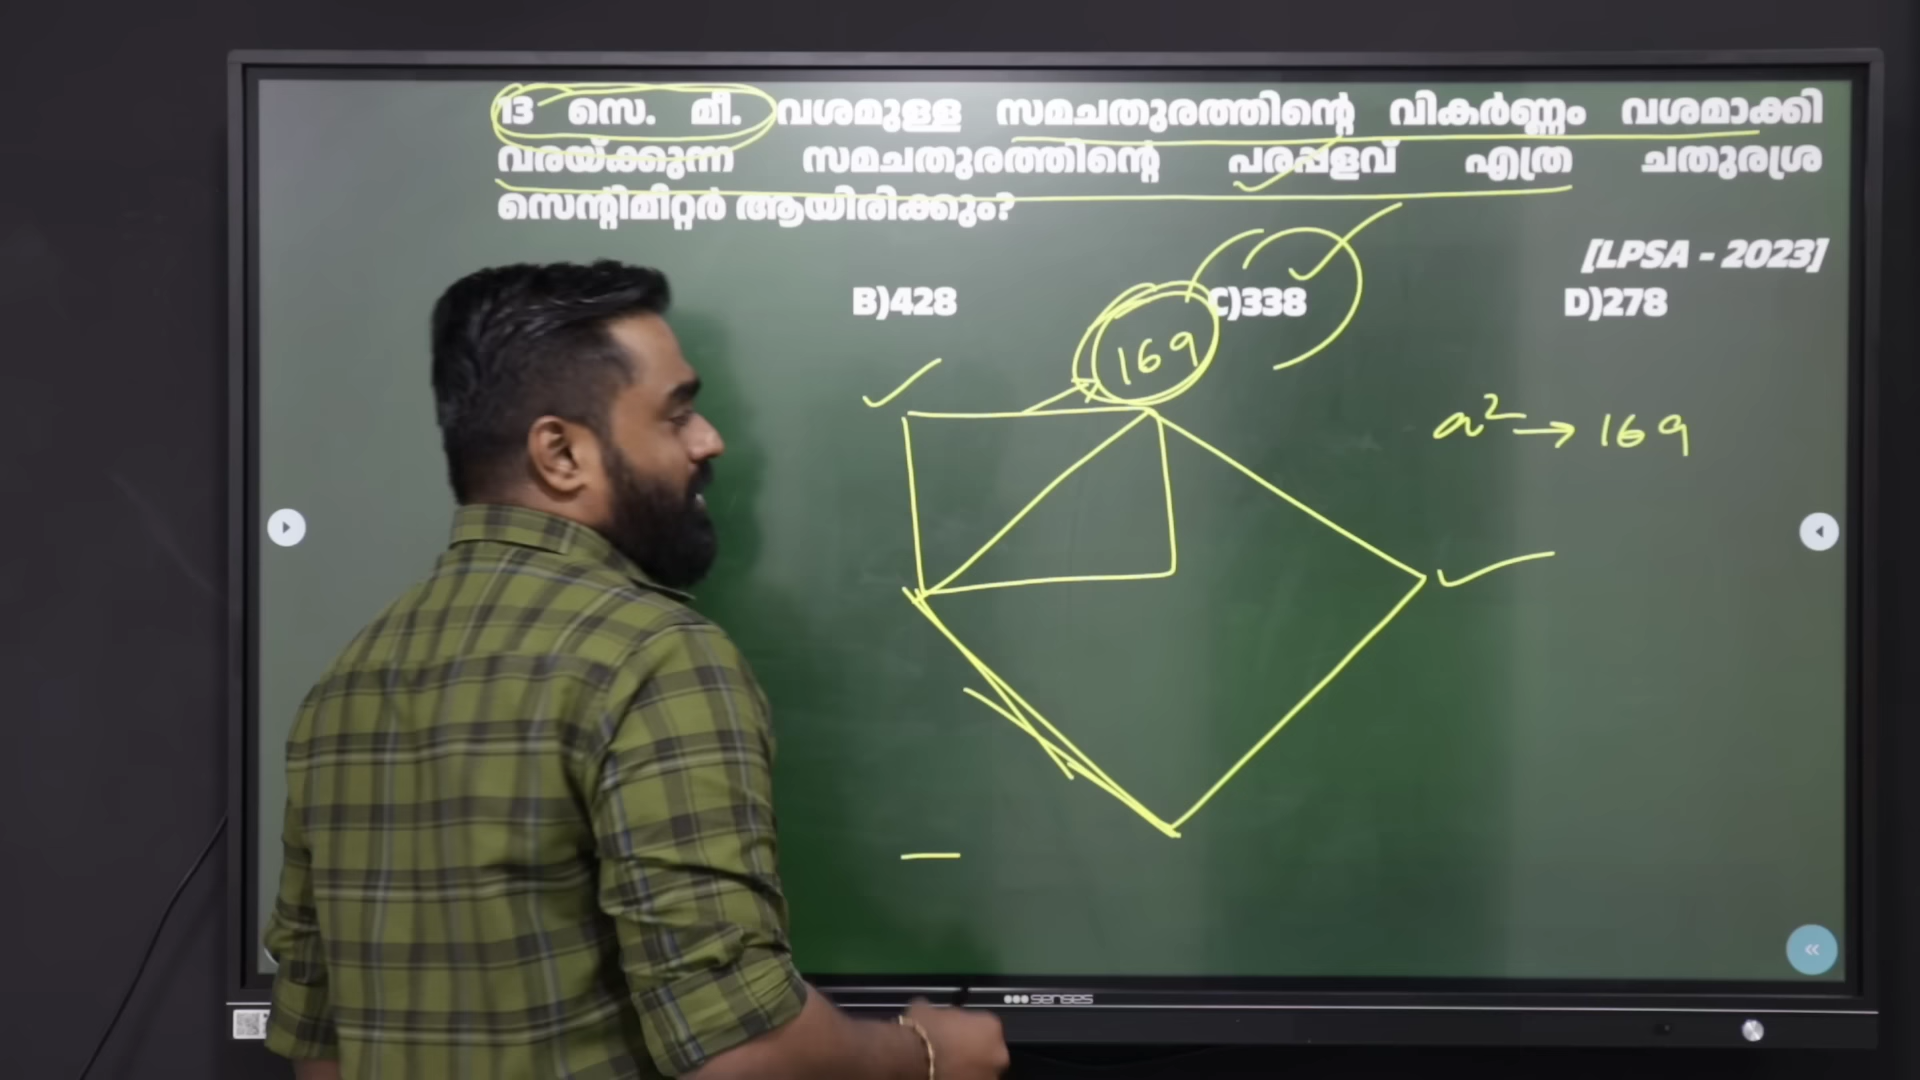 13 സെ. മീ. വശമുള്ള സമചതുരത്തിന്റെ വികർണ്ണം വശമാക്കി
വരയ്ക്കുന്ന സമചതുരത്തിന്റെ പരപ്പളവ് എത്ര ചതുരശ്ര
സെന്റിമീറ്റർ ആയിരിക്കും?
[LPSA - 2023]
B)428 C)338 D)278
169
a² → 169
senses